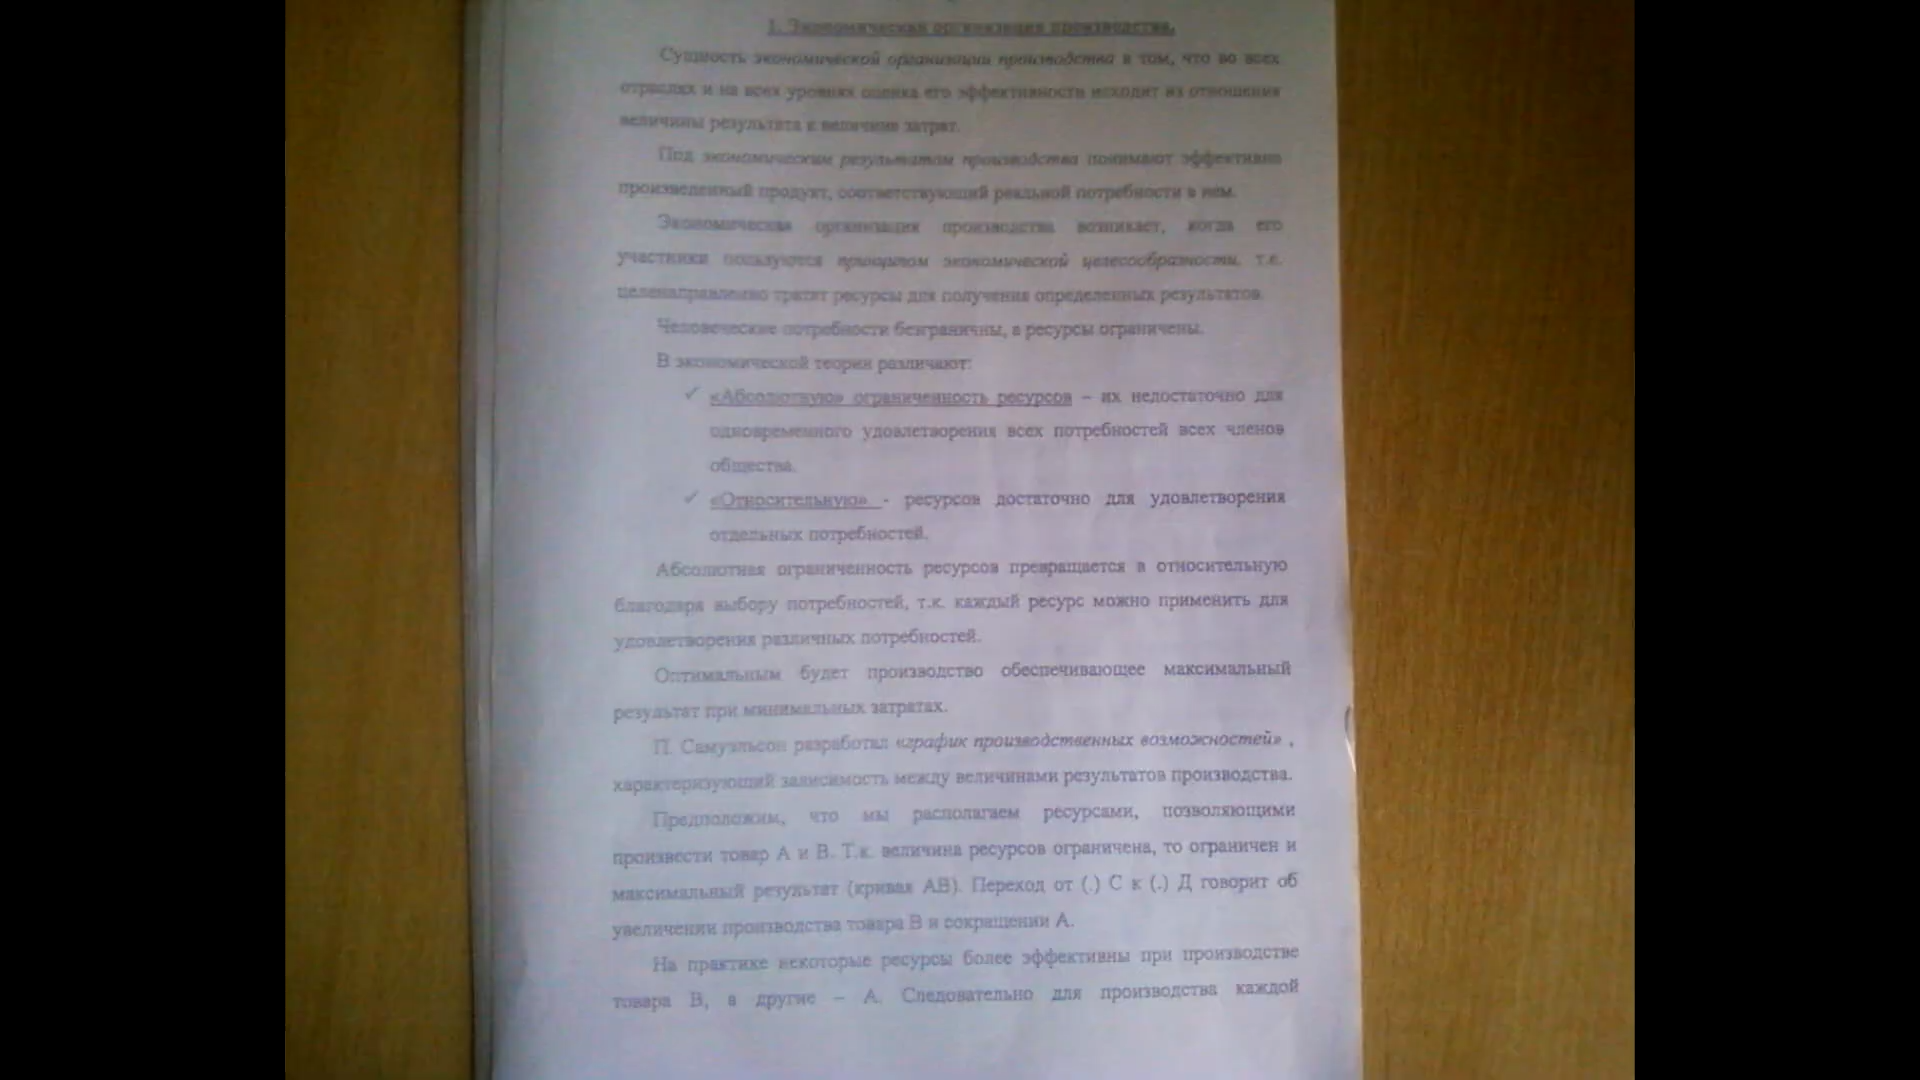 1. Экономическая организация производства.
Сущность экономической организации производства в том, что во всех
отраслях и на всех уровнях оценка его эффективности исходит из отношения
величины результата к величине затрат.
Под экономическим результатом производства понимают эффективно
произведенный продукт, соответствующий реальной потребности в нем.
Экономическая организация производства возникает, когда его
участники пользуются приоритетом экономической целесообразности, т.е.
целенаправленно тратят ресурсы для получения определенных результатов.
Человеческие потребности безграничны, а ресурсы ограничены.
В экономической теории различают:
✓ «Абсолютную» ограниченность ресурсов – их недостаточно для
одновременного удовлетворения всех потребностей всех членов
общества.
✓ «Относительную» - ресурсов достаточно для удовлетворения
отдельных потребностей.
Абсолютная ограниченность ресурсов превращается в относительную
благодаря выбору потребностей, т.к. каждый ресурс можно применить для
удовлетворения различных потребностей.
Оптимальным будет производство обеспечивающее максимальный
результат при минимальных затратах.
П. Самуэльсон разработал «график производственных возможностей» ,
характеризующий зависимость между величинами результатов производства.
Предположим, что мы располагаем ресурсами, позволяющими
произвести товар А и В. Т.к. величина ресурсов ограничена, то ограничен и
максимальный результат (кривая АВ). Переход от (.) С к (.) Д говорит об
увеличении производства товара В и сокращении А.
На практике некоторые ресурсы более эффективны при производстве
товара В, а другие – А. Следовательно для производства каждой